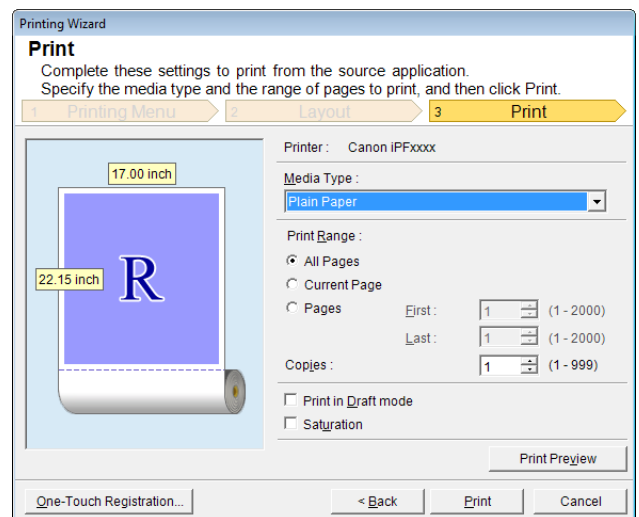 Printing Wizard
Print
Complete these settings to print from the source application.
Specify the media type and the range of pages to print, and then click Print.
1 Printing Menu 2 Layout 3 Print
Printer : Canon iPFxxxx
17.00 inch
Media Type :
Plain Paper
Print Range :
All Pages
22.15 inch
R
Current Page
Pages First : 1 (1 - 2000)
Last : 1 (1 - 2000)
Copies : 1 (1 - 999)
Print in Draft mode
Saturation
Print Preview
One-Touch Registration... < Back Print Cancel